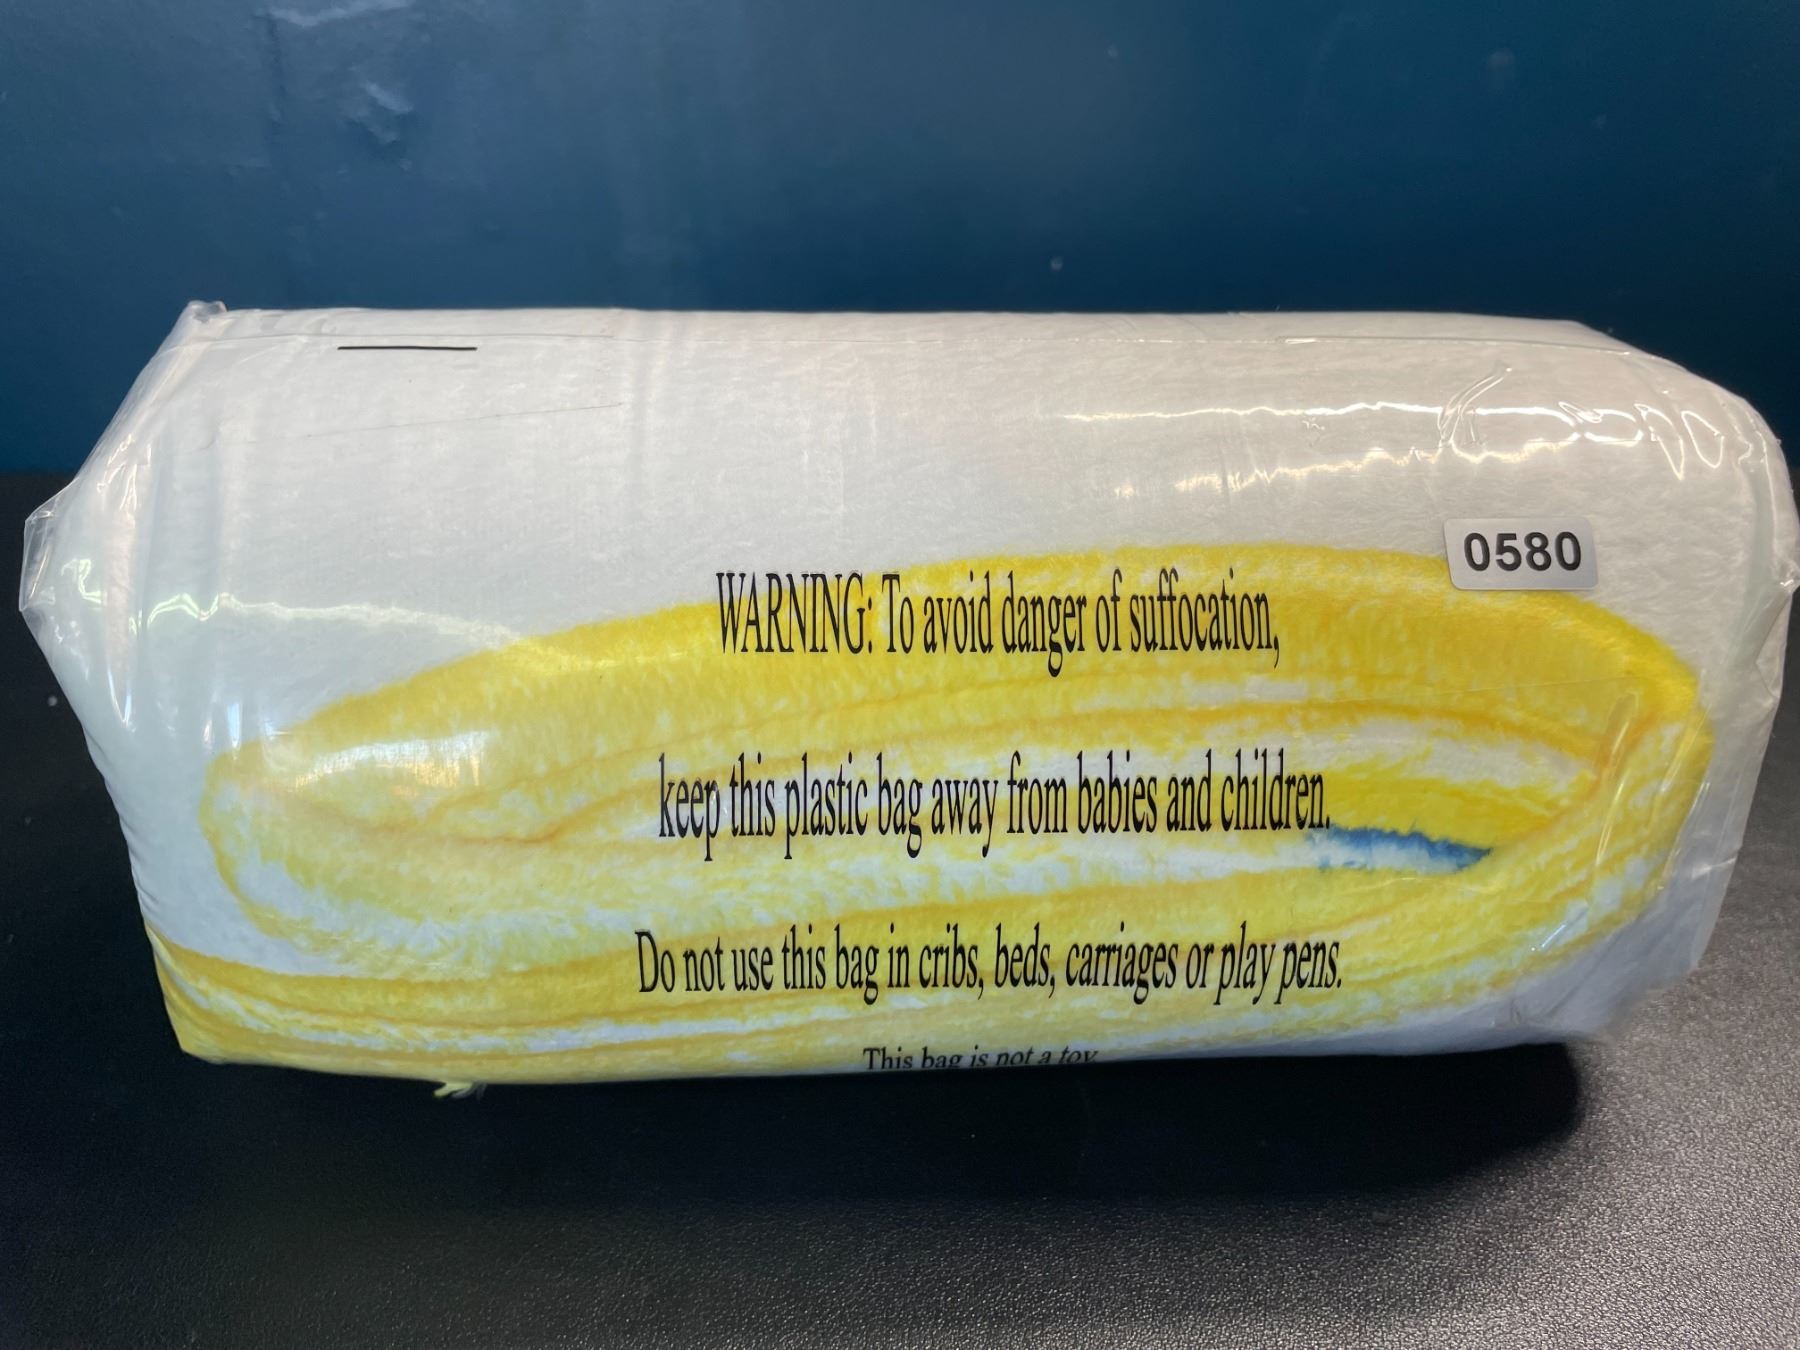 0580
WARNING: To avoid danger of suffocation,
keep this plastic bag away from babies and children.
Do not use this bag in cribs, beds, carriages or play pens.
This bag is not a toy